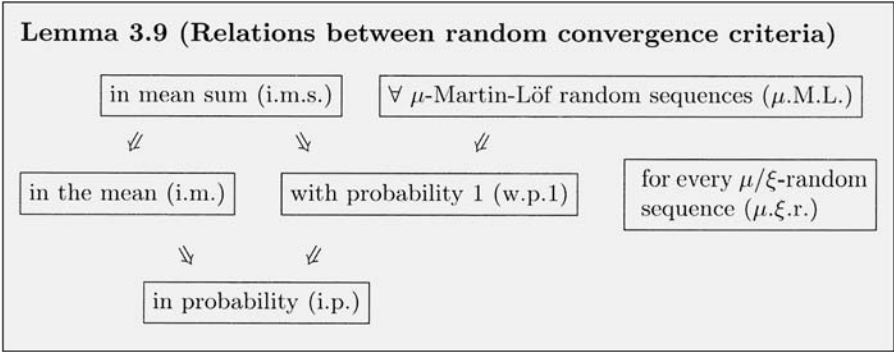 Lemma 3.9 (Relations between random convergence criteria)
in mean sum (i.m.s.) ∀ μ-Martin-Löf random sequences (μ.M.L.)
⇙ ⇘ ⇙
in the mean (i.m.) with probability 1 (w.p.1) for every μ/ξ-random
sequence (μ.ξ.r.)
⇘ ⇙
in probability (i.p.)